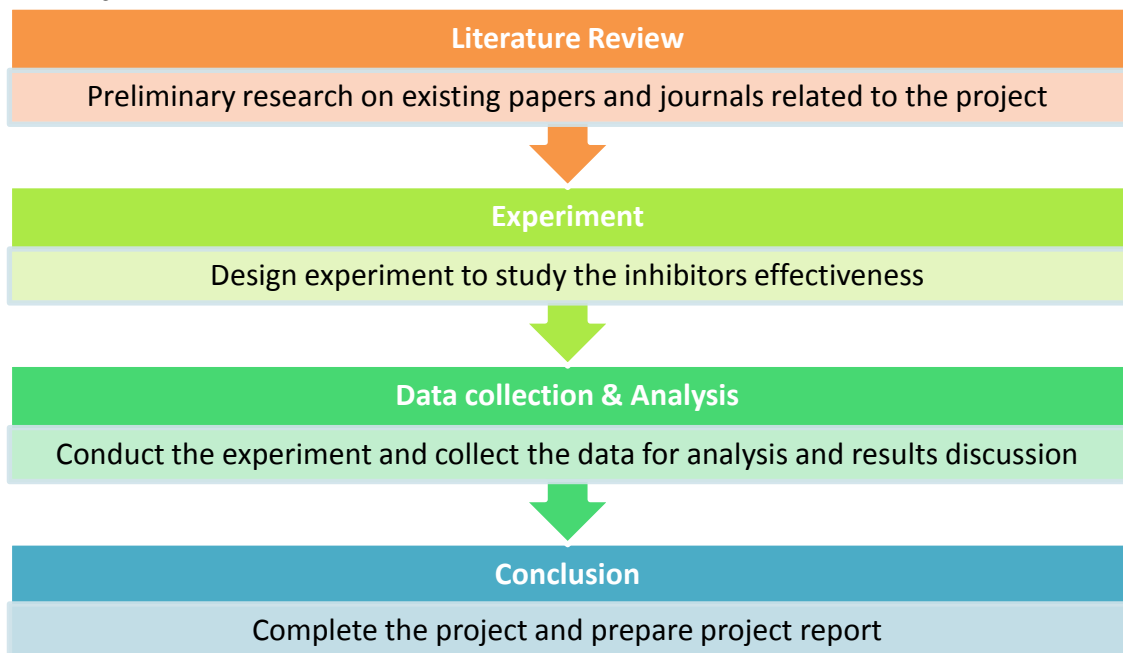 Literature Review
Preliminary research on existing papers and journals related to the project
Experiment
Design experiment to study the inhibitors effectiveness
Data collection & Analysis
Conduct the experiment and collect the data for analysis and results discussion
Conclusion
Complete the project and prepare project report